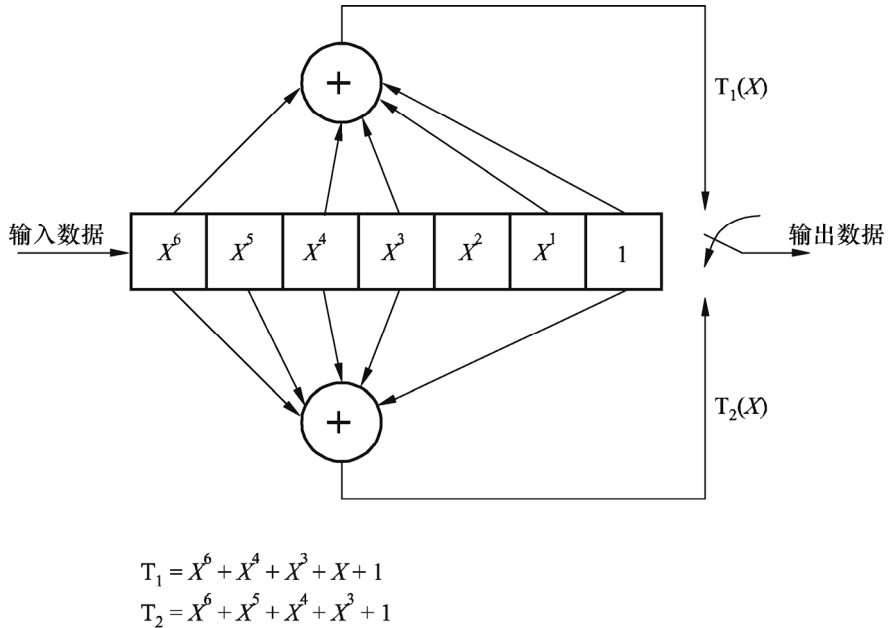 +
T₁(X)
输入数据
X⁶ X⁵ X⁴ X³ X² X¹ 1
输出数据
+
T₂(X)
T₁ = X⁶ + X⁴ + X³ + X + 1
T₂ = X⁶ + X⁵ + X⁴ + X³ + 1